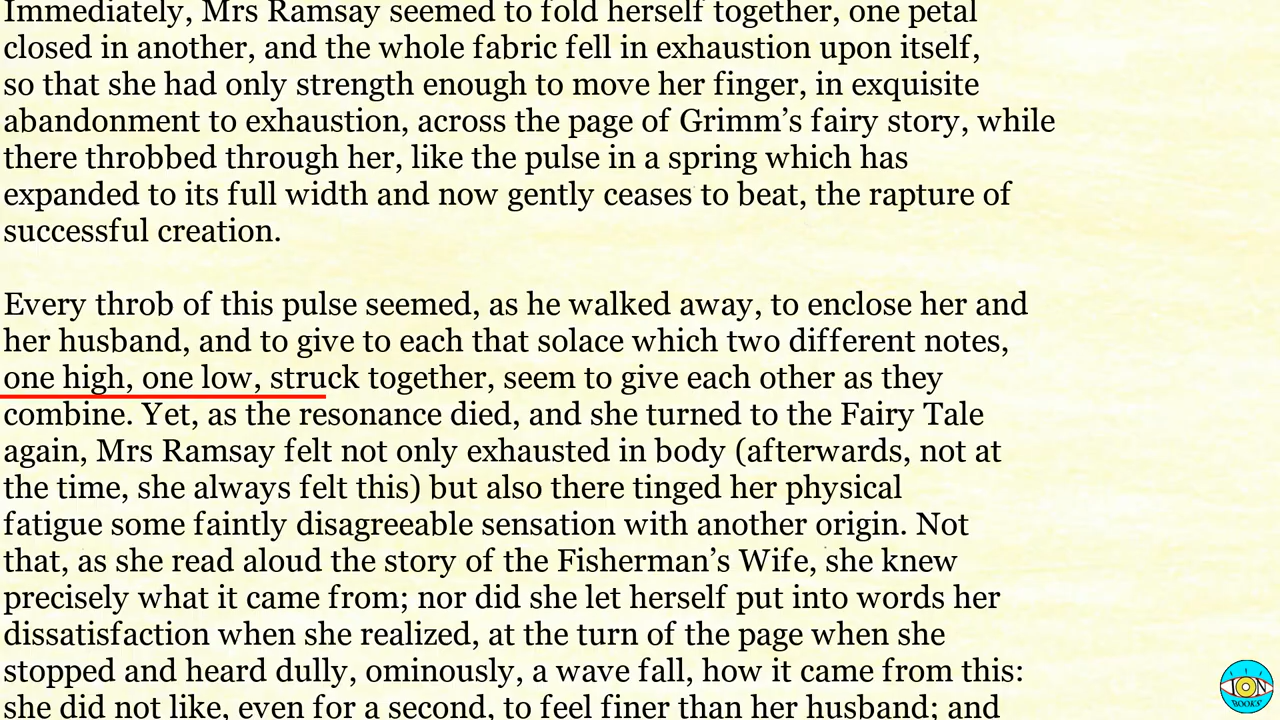 Immediately, Mrs Ramsay seemed to fold herself together, one petal
closed in another, and the whole fabric fell in exhaustion upon itself,
so that she had only strength enough to move her finger, in exquisite
abandonment to exhaustion, across the page of Grimm’s fairy story, while
there throbbed through her, like the pulse in a spring which has
expanded to its full width and now gently ceases to beat, the rapture of
successful creation.
Every throb of this pulse seemed, as he walked away, to enclose her and
her husband, and to give to each that solace which two different notes,
one high, one low, struck together, seem to give each other as they
combine. Yet, as the resonance died, and she turned to the Fairy Tale
again, Mrs Ramsay felt not only exhausted in body (afterwards, not at
the time, she always felt this) but also there tinged her physical
fatigue some faintly disagreeable sensation with another origin. Not
that, as she read aloud the story of the Fisherman’s Wife, she knew
precisely what it came from; nor did she let herself put into words her
dissatisfaction when she realized, at the turn of the page when she
stopped and heard dully, ominously, a wave fall, how it came from this:
she did not like, even for a second, to feel finer than her husband; and
ION
BOOKS